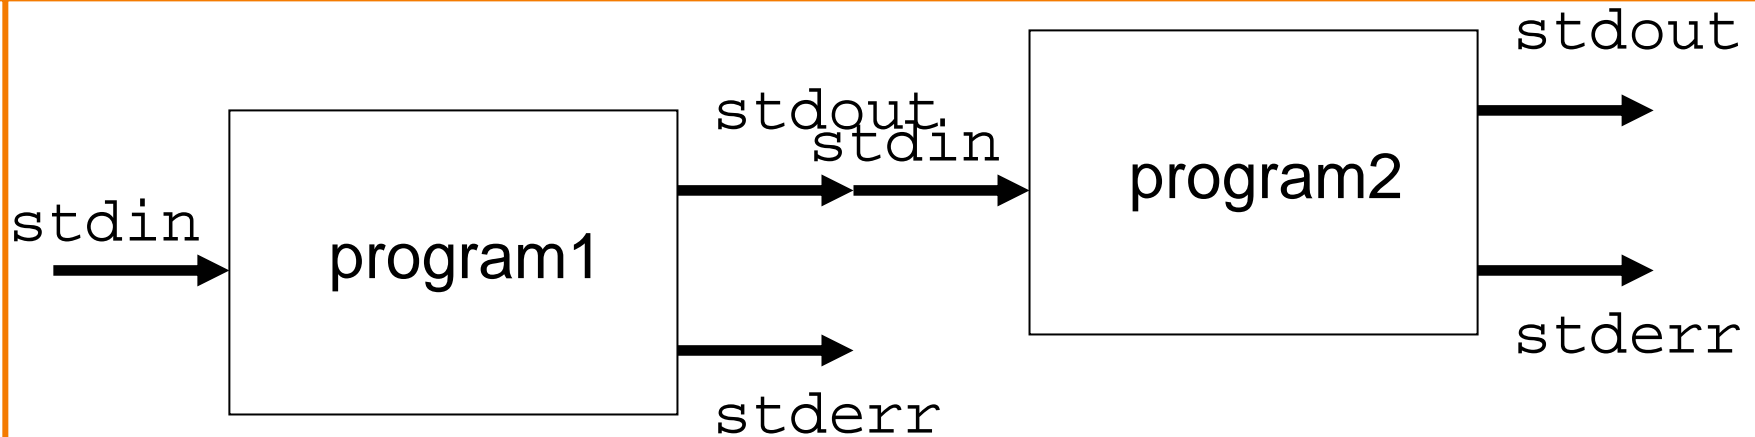 stdin
program1
stdout
stdin
stderr
program2
stdout
stderr